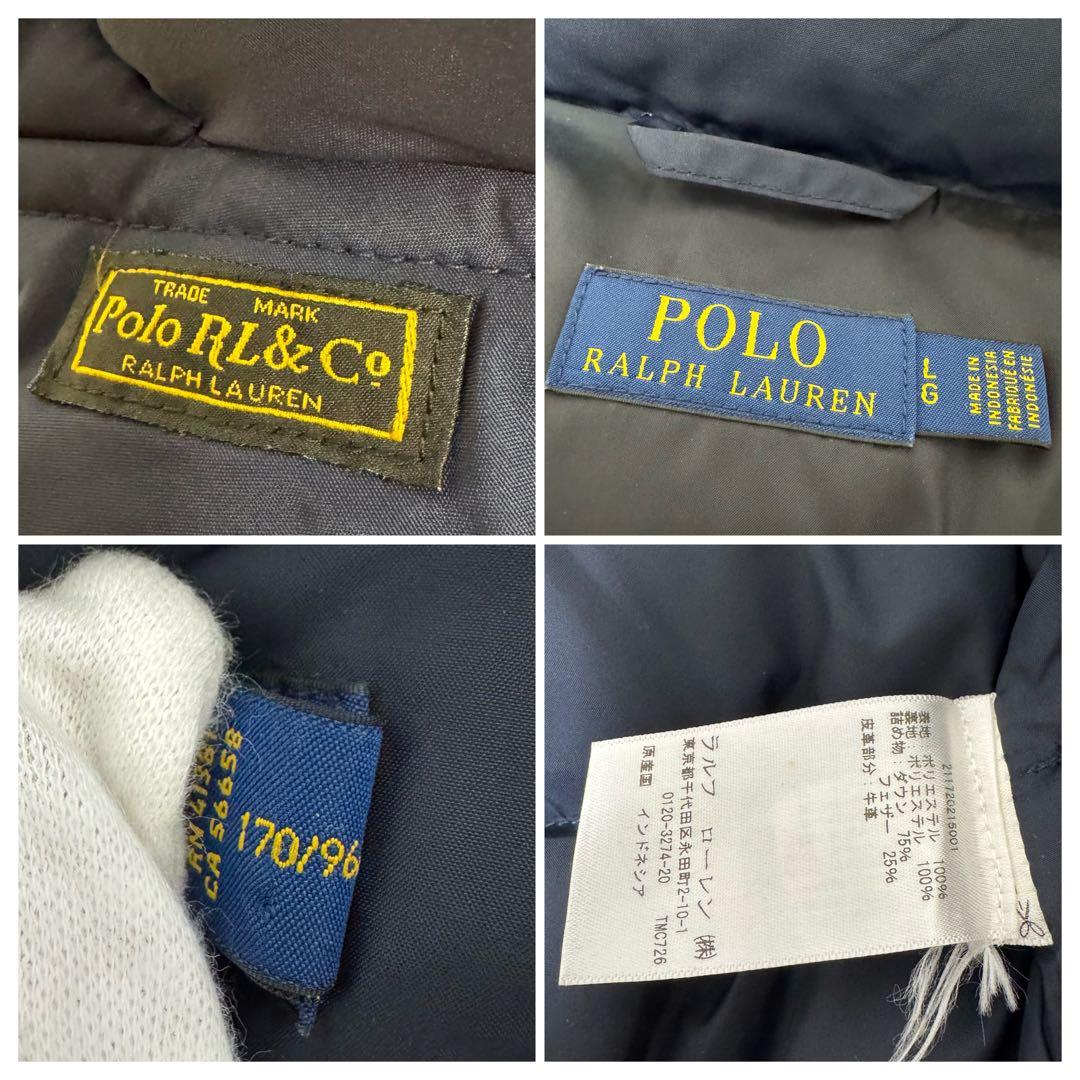 TRADE MARK
Polo RL& Co
RALPH LAUREN
POLO
RALPH LAUREN
L
G
MADE IN
INDONESIA
FABRIQUÉ EN
INDONÉSIE
170/96
CA 56658
211720215001
表地: ポリエステル 100%
裏地: ポリエステル 100%
詰め物: ダウン 75%
フェザー 25%
皮革部分: 牛革
ラルフ ローレン (株)
東京都千代田区永田町2-10-1
0120-3274-20 TMC726
原産国 インドネシア